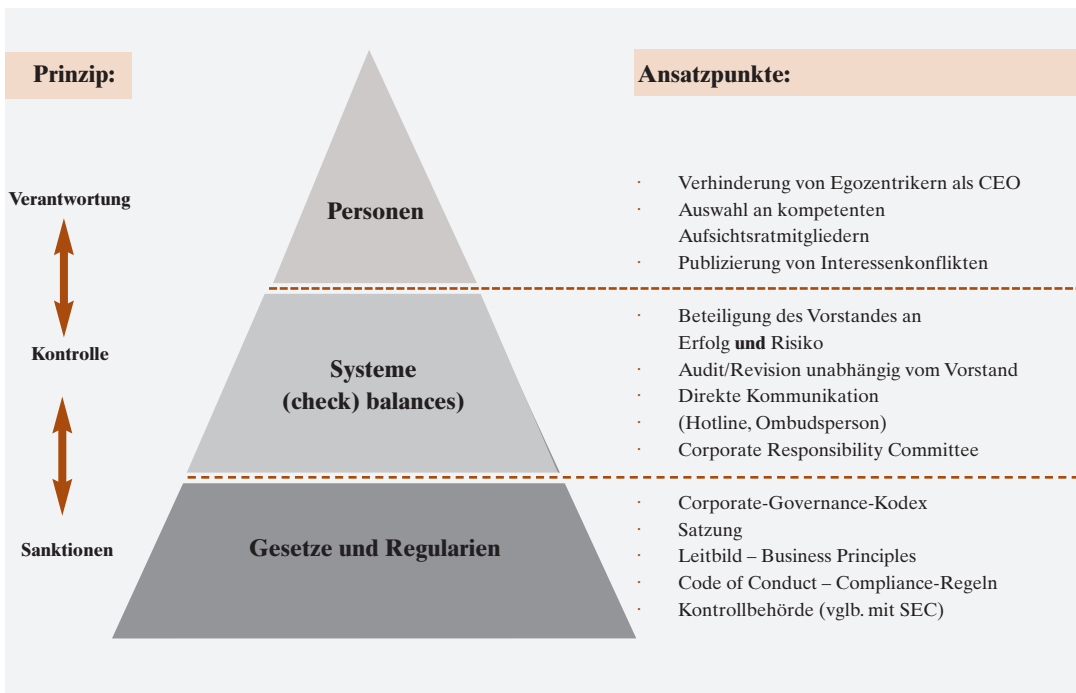 Prinzip:
Ansatzpunkte:
Verantwortung
Kontrolle
Sanktionen
Personen
Systeme
(check) balances)
Gesetze und Regularien
· Verhinderung von Egozentrikern als CEO
· Auswahl an kompetenten
Aufsichtsratmitgliedern
· Publizierung von Interessenkonflikten
· Beteiligung des Vorstandes an
Erfolg und Risiko
· Audit/Revision unabhängig vom Vorstand
· Direkte Kommunikation
· (Hotline, Ombudsperson)
· Corporate Responsibility Committee
· Corporate-Governance-Kodex
· Satzung
· Leitbild – Business Principles
· Code of Conduct – Compliance-Regeln
· Kontrollbehörde (vglb. mit SEC)